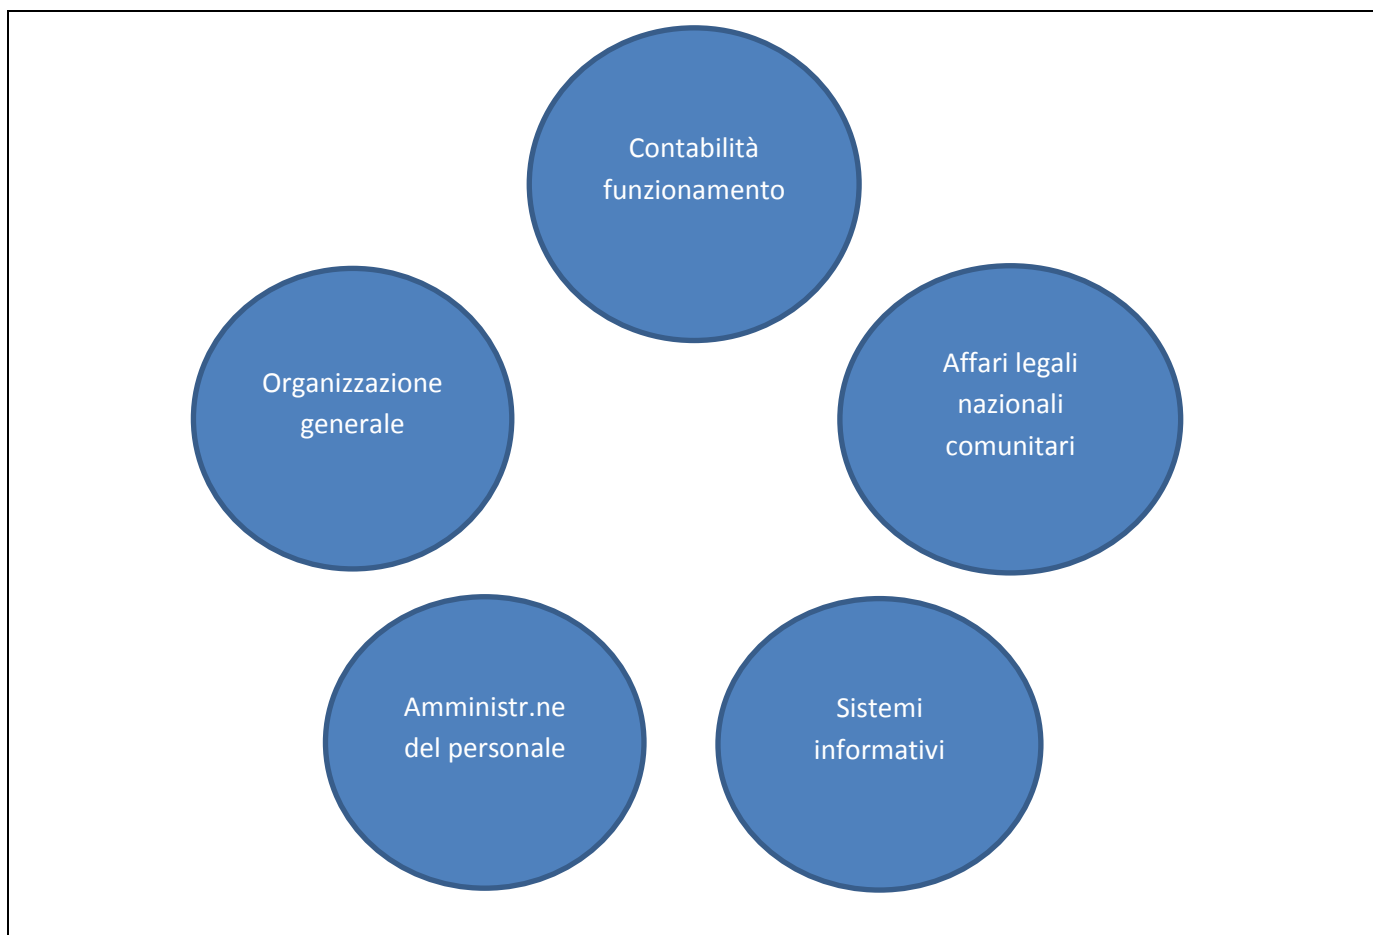 Contabilità
funzionamento
Organizzazione
generale
Affari legali
nazionali
comunitari
Amministr.ne
del personale
Sistemi
informativi